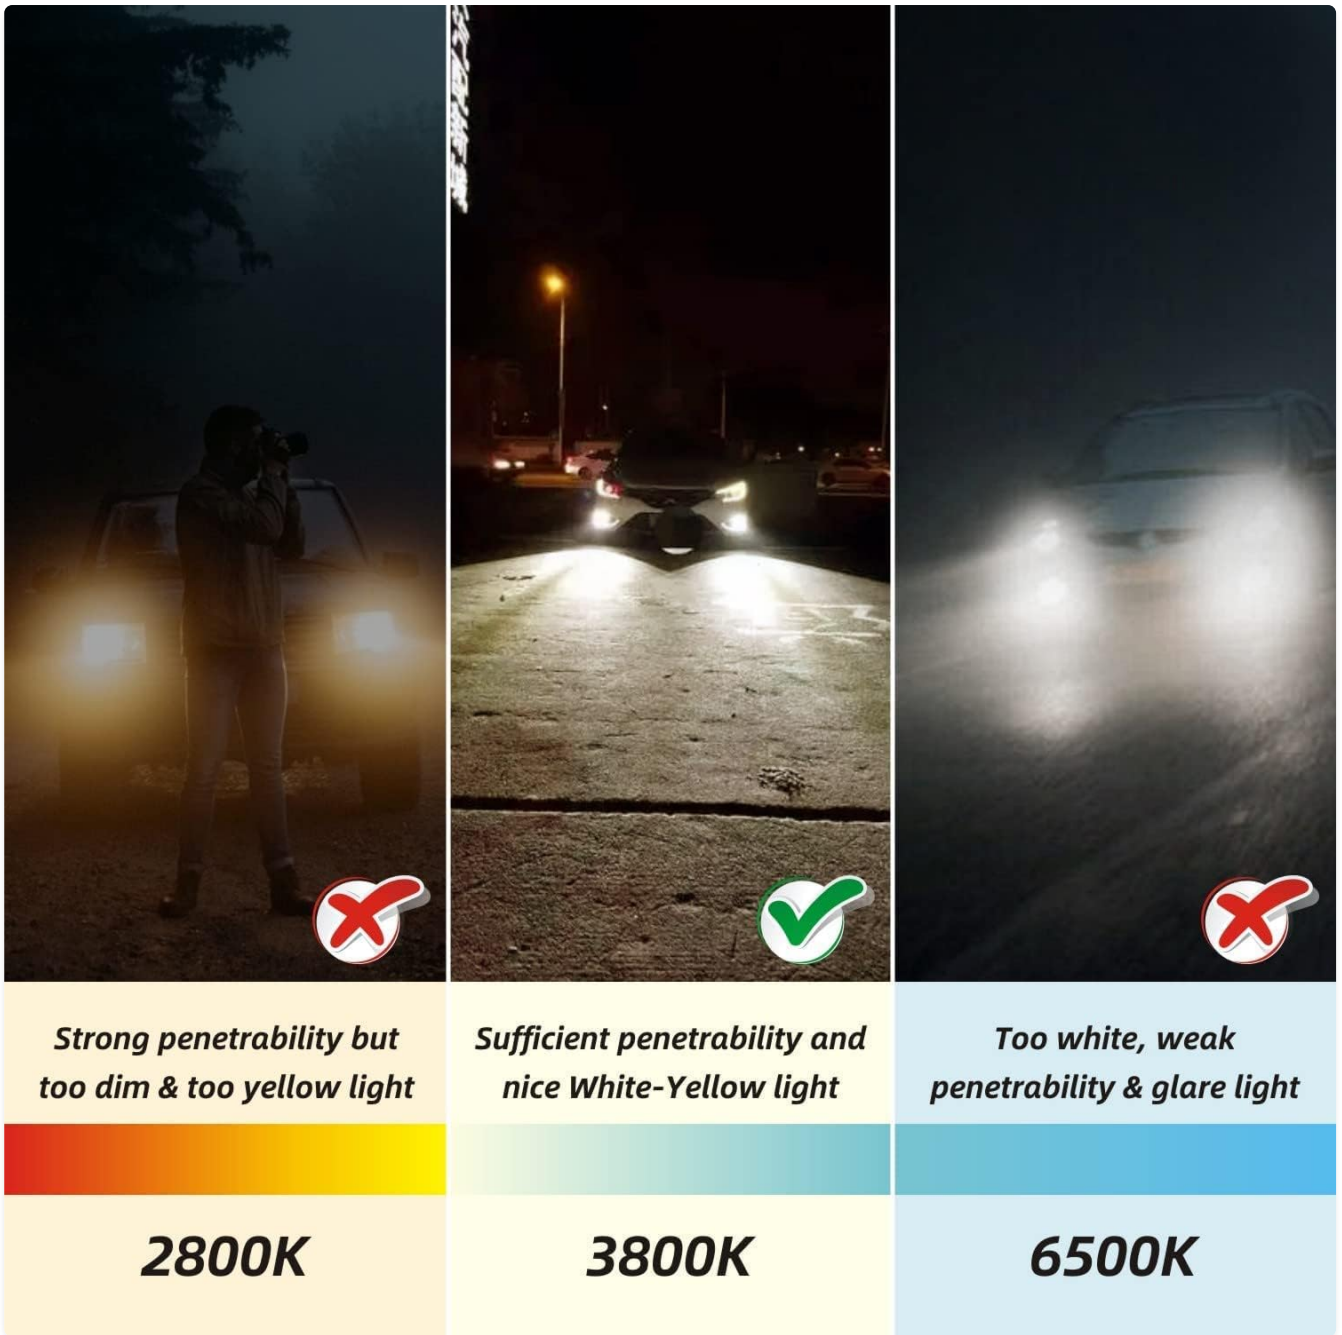 Strong penetrability but
too dim & too yellow light
2800K
Sufficient penetrability and
nice White-Yellow light
3800K
Too white, weak
penetrability & glare light
6500K